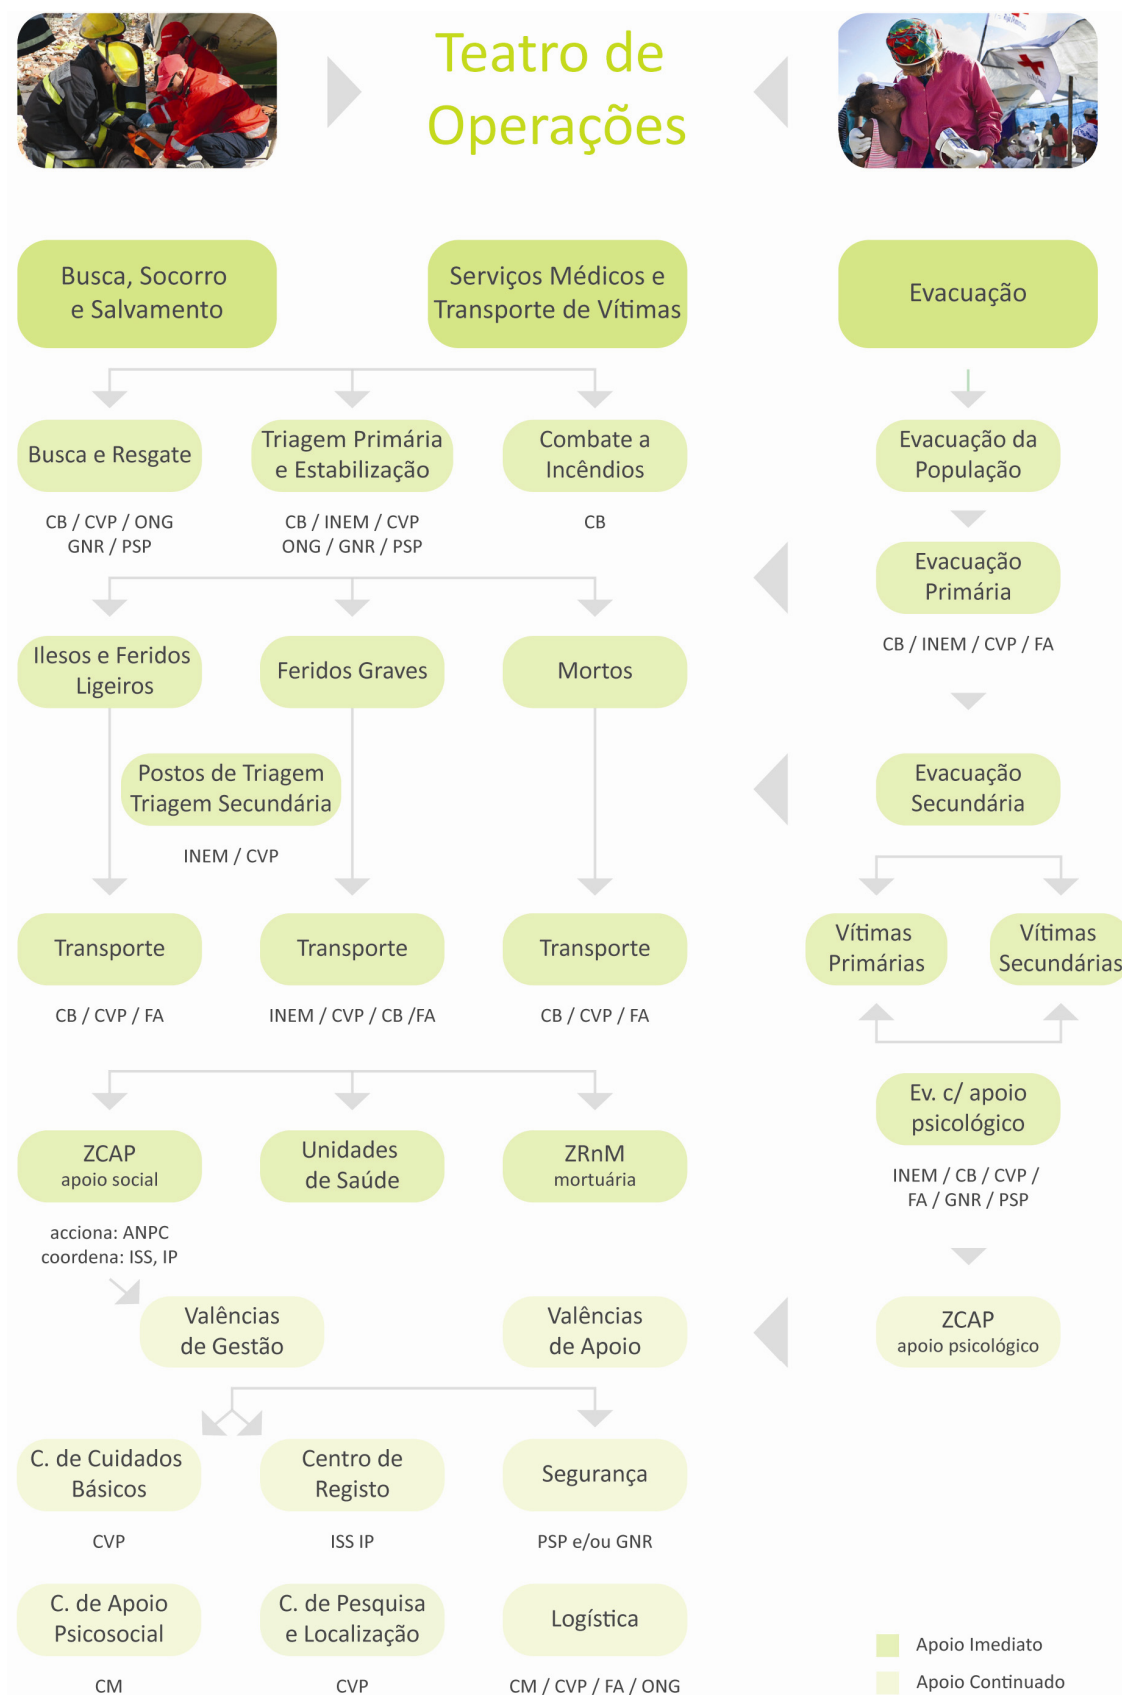 Teatro de
Operações
Busca, Socorro
e Salvamento
Serviços Médicos e
Transporte de Vítimas
Evacuação
Busca e Resgate
CB / CVP / ONG
GNR / PSP
Triagem Primária
e Estabilização
CB / INEM / CVP
ONG / GNR / PSP
Combate a
Incêndios
CB
Evacuação da
População
Evacuação
Primária
CB / INEM / CVP / FA
Ilesos e Feridos
Ligeiros
Feridos Graves
Mortos
Postos de Triagem
Triagem Secundária
INEM / CVP
Evacuação
Secundária
Transporte
CB / CVP / FA
Transporte
INEM / CVP / CB /FA
Transporte
CB / CVP / FA
Vítimas
Primárias
Vítimas
Secundárias
Ev. c/ apoio
psicológico
INEM / CB / CVP /
FA / GNR / PSP
ZCAP
apoio social
acciona: ANPC
coordena: ISS, IP
Unidades
de Saúde
ZRnM
mortuária
Valências
de Gestão
Valências
de Apoio
ZCAP
apoio psicológico
C. de Cuidados
Básicos
CVP
Centro de
Registo
ISS IP
Segurança
PSP e/ou GNR
C. de Apoio
Psicosocial
CM
C. de Pesquisa
e Localização
CVP
Logística
CM / CVP / FA / ONG
Apoio Imediato
Apoio Continuado